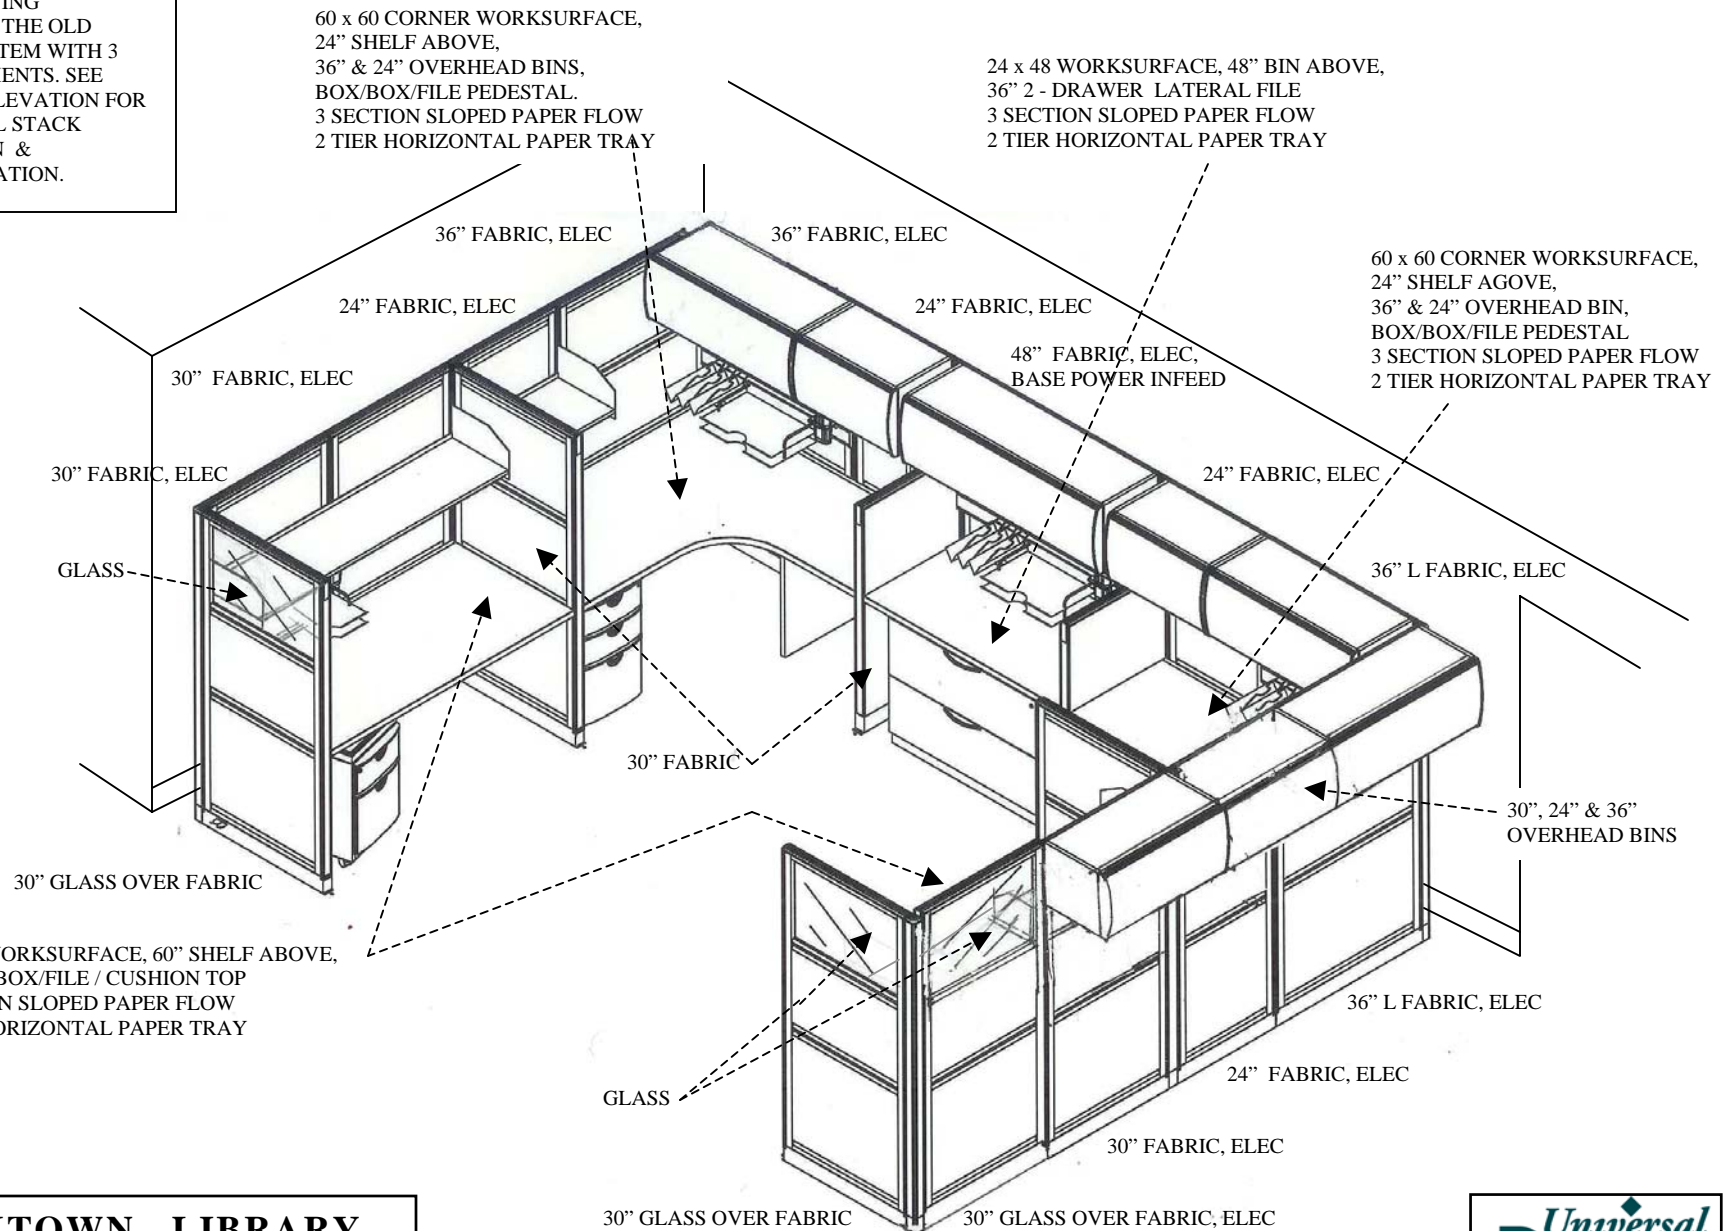 THE OLD
WITH 3
SEE
FOR
STACK
&
60 x 60 CORNER WORKSURFACE,
24” SHELF ABOVE,
36” & 24” OVERHEAD BINS,
BOX/BOX/FILE PEDESTAL.
3 SECTION SLOPED PAPER FLOW
2 TIER HORIZONTAL PAPER TRAY
24 x 48 WORKSURFACE, 48” BIN ABOVE,
36” 2 - DRAWER LATERAL FILE
3 SECTION SLOPED PAPER FLOW
2 TIER HORIZONTAL PAPER TRAY
60 x 60 CORNER WORKSURFACE,
24” SHELF AGOVE,
36” & 24” OVERHEAD BIN,
BOX/BOX/FILE PEDESTAL
3 SECTION SLOPED PAPER FLOW
2 TIER HORIZONTAL PAPER TRAY
36” FABRIC, ELEC
36” FABRIC, ELEC
24” FABRIC, ELEC
24” FABRIC, ELEC
48” FABRIC, ELEC,
BASE POWER INFEED
30” FABRIC, ELEC
30” FABRIC, ELEC
24” FABRIC, ELEC
GLASS
36” L FABRIC, ELEC
30” FABRIC
30”, 24” & 36”
OVERHEAD BINS
30” GLASS OVER FABRIC
WORKSURFACE, 60” SHELF ABOVE,
BOX/FILE / CUSHION TOP
SLOPED PAPER FLOW
HORIZONTAL PAPER TRAY
36” L FABRIC, ELEC
24” FABRIC, ELEC
GLASS
30” FABRIC, ELEC
30” GLASS OVER FABRIC
30” GLASS OVER FABRIC, ELEC
LIBRARY
Universal